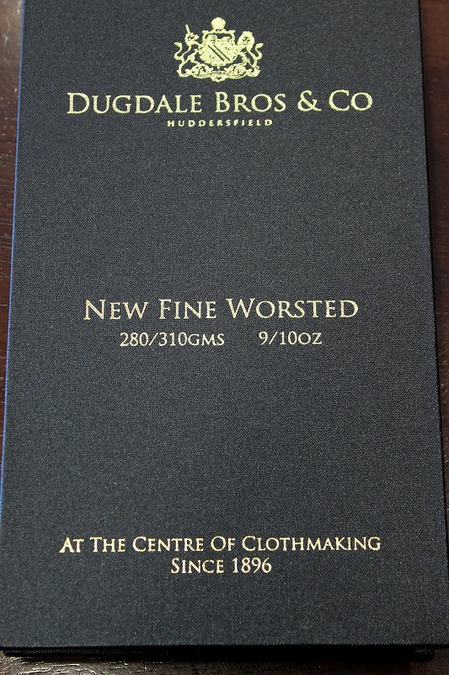 DUGDALE BROS & CO
HUDDERSFIELD
NEW FINE WORSTED
280/310GMS 9/10OZ
AT THE CENTRE OF CLOTHMAKING
SINCE 1896